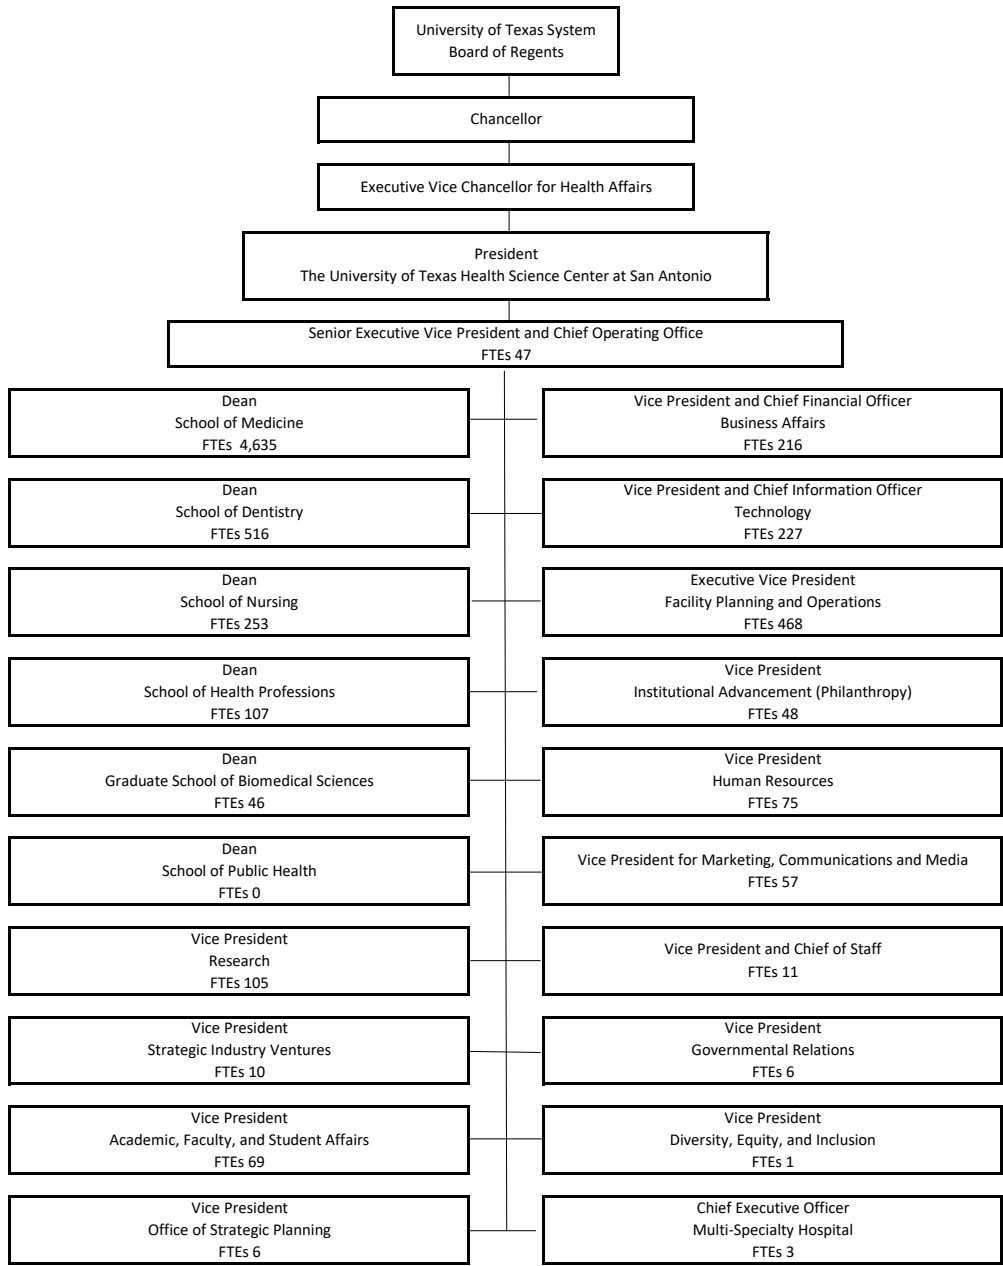 University of Texas System
Board of Regents
Chancellor
Executive Vice Chancellor for Health Affairs
President
The University of Texas Health Science Center at San Antonio
Senior Executive Vice President and Chief Operating Office
FTEs 47
Dean
School of Medicine
FTEs 4,635
Vice President and Chief Financial Officer
Business Affairs
FTEs 216
Dean
School of Dentistry
FTEs 516
Vice President and Chief Information Officer
Technology
FTEs 227
Dean
School of Nursing
FTEs 253
Executive Vice President
Facility Planning and Operations
FTEs 468
Dean
School of Health Professions
FTEs 107
Vice President
Institutional Advancement (Philanthropy)
FTEs 48
Dean
Graduate School of Biomedical Sciences
FTEs 46
Vice President
Human Resources
FTEs 75
Dean
School of Public Health
FTEs 0
Vice President for Marketing, Communications and Media
FTEs 57
Vice President
Research
FTEs 105
Vice President and Chief of Staff
FTEs 11
Vice President
Strategic Industry Ventures
FTEs 10
Vice President
Governmental Relations
FTEs 6
Vice President
Academic, Faculty, and Student Affairs
FTEs 69
Vice President
Diversity, Equity, and Inclusion
FTEs 1
Vice President
Office of Strategic Planning
FTEs 6
Chief Executive Officer
Multi-Specialty Hospital
FTEs 3